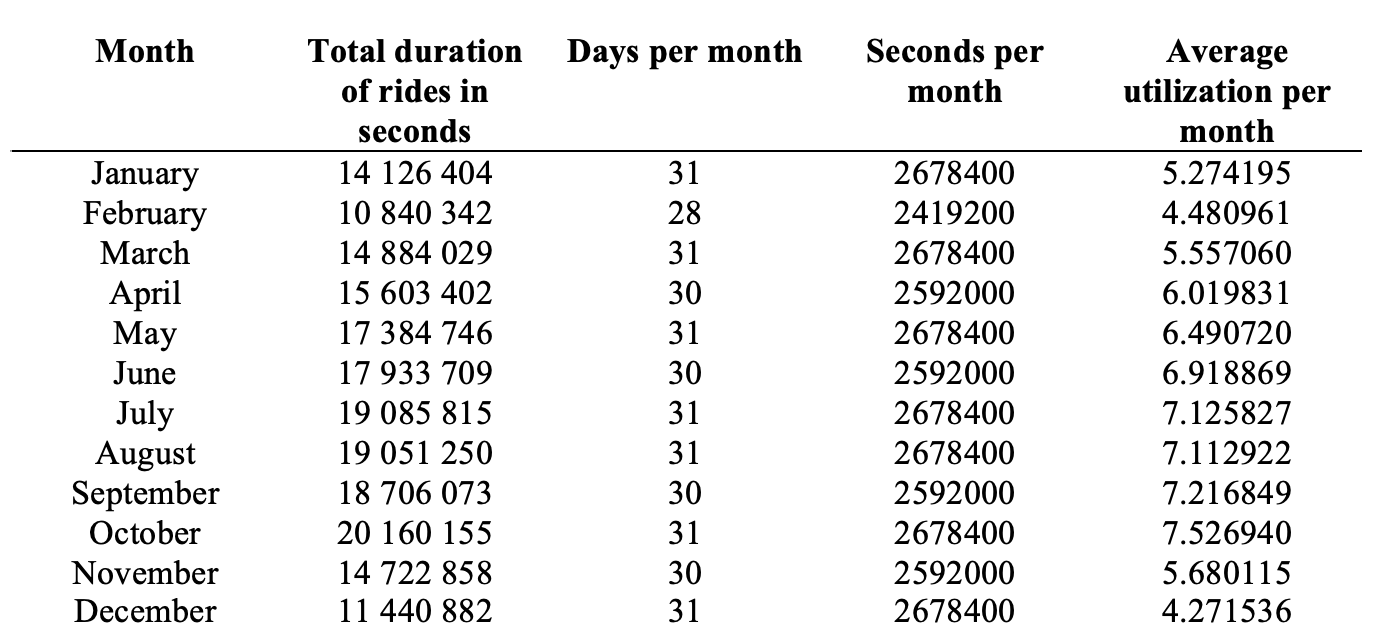 Month Total duration of rides in seconds Days per month Seconds per month Average utilization per month
January 14 126 404 31 2678400 5.274195
February 10 840 342 28 2419200 4.480961
March 14 884 029 31 2678400 5.557060
April 15 603 402 30 2592000 6.019831
May 17 384 746 31 2678400 6.490720
June 17 933 709 30 2592000 6.918869
July 19 085 815 31 2678400 7.125827
August 19 051 250 31 2678400 7.112922
September 18 706 073 30 2592000 7.216849
October 20 160 155 31 2678400 7.526940
November 14 722 858 30 2592000 5.680115
December 11 440 882 31 2678400 4.271536